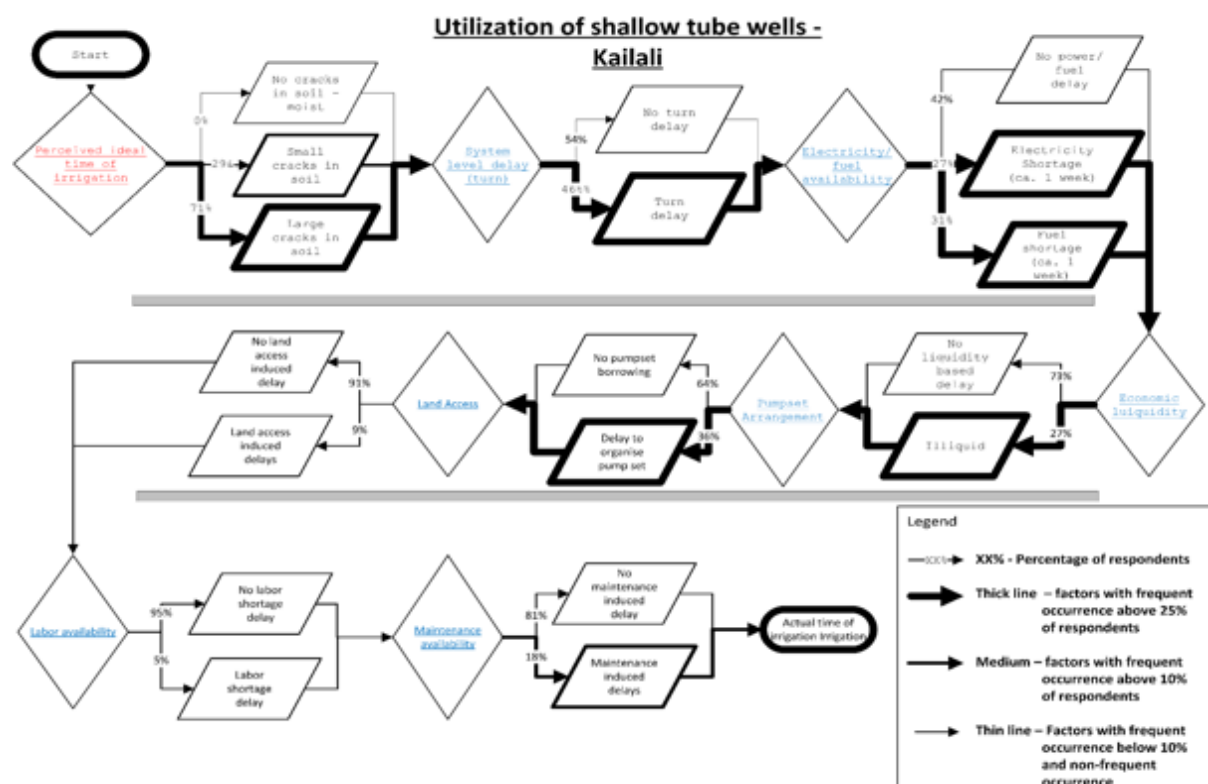 Utilization of shallow tube wells -
Kailali
Start
Perceived ideal
time of
irrigation
No cracks
in soil -
moist
0%
29%
Small
cracks in
soil
71%
Large
cracks in
soil
System
level delay
(turn)
54%
No turn
delay
46%
Turn
delay
Electricity/
fuel
availability
42%
No power/
fuel
delay
27%
Electricity
Shortage
(ca. 1 week)
31%
Fuel
shortage
(ca. 1
week)
Economic
luiquidity
73%
No
liquidity
based
delay
27%
Illiquid
Pumpset
Arrangement
64%
No pumpset
borrowing
36%
Delay to
organise
pump set
Land Access
91%
No land
access
induced
delay
9%
Land access
induced
delays
Labor availability
95%
No labor
shortage
delay
5%
Labor
shortage
delay
Maintenance
availability
81%
No
maintenance
induced delay
18%
Maintenance
induced
delays
Actual time of
irrigation Irrigation
Legend
XX%
XX% - Percentage of respondents
Thick line – factors with frequent
occurrence above 25%
of respondents
Medium – factors with frequent
occurrence above 10%
of respondents
Thin line – Factors with frequent
occurrence below 10%
and non-frequent
occurrence